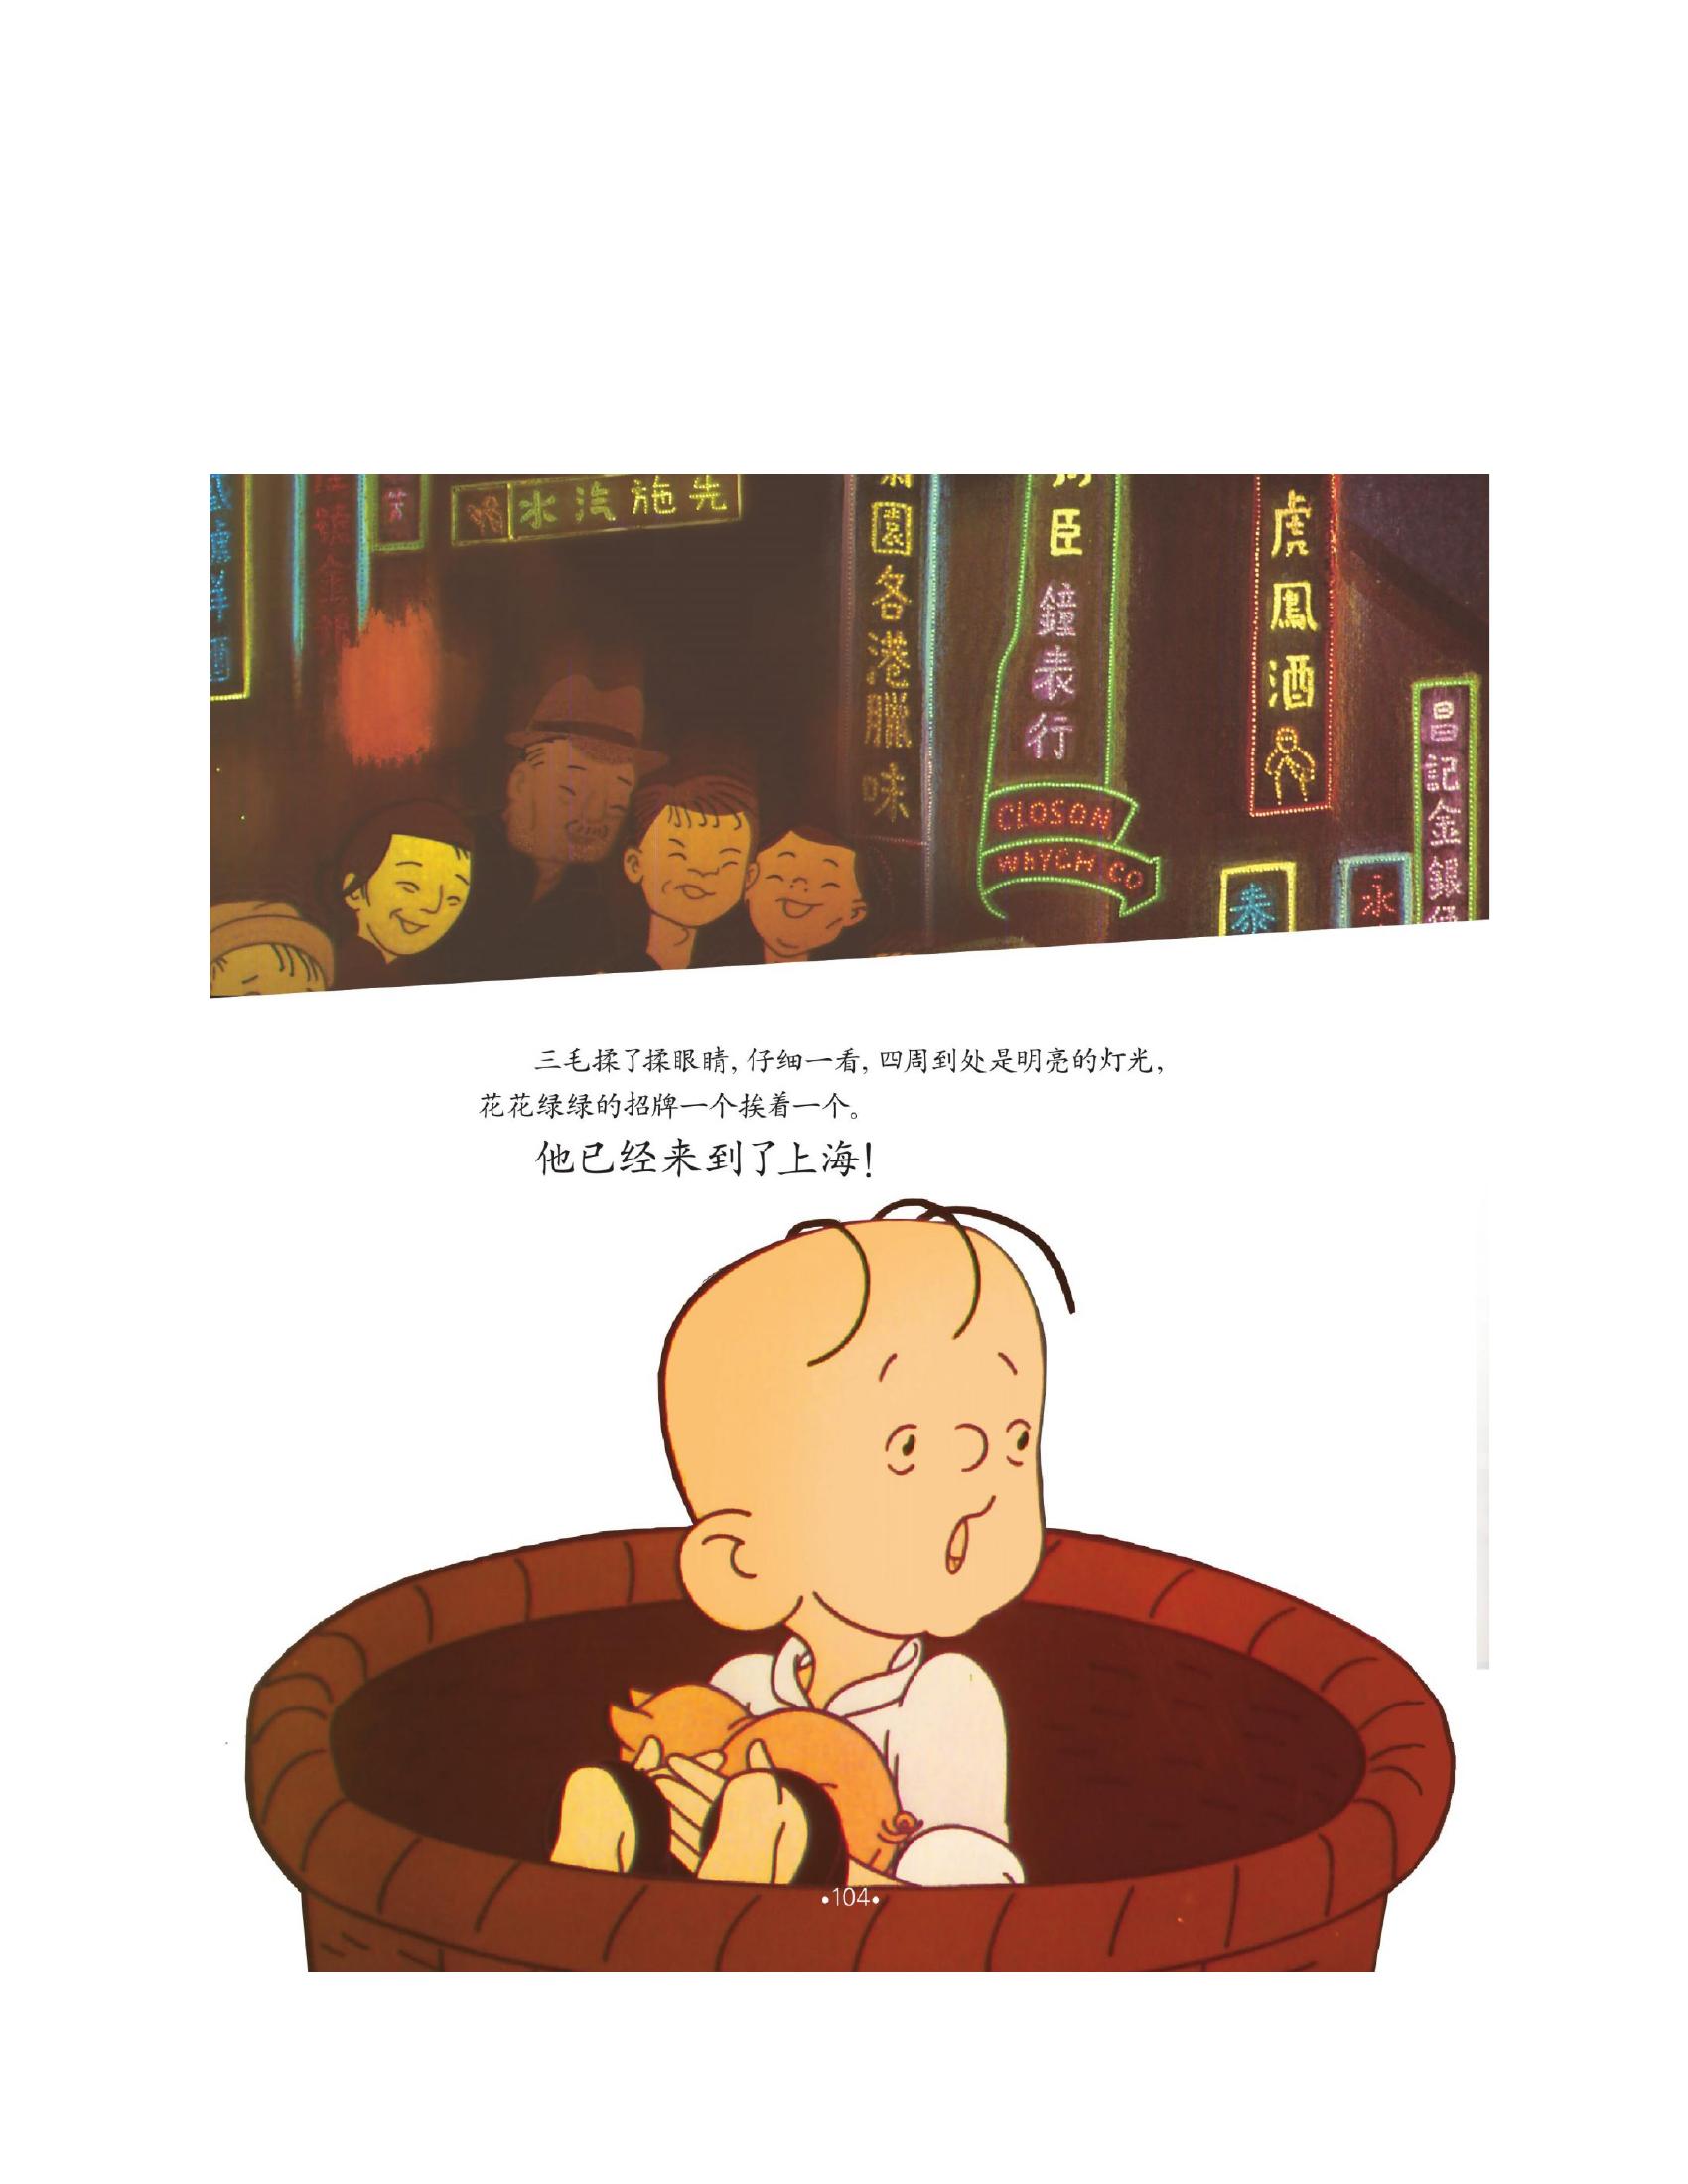 先施汽水
園各港臘味
臣鐘表行
CLOSON
WAYCH CO
虎鳳酒
昌記金銀
泰
永
芳
三毛揉了揉眼睛，仔细一看，四周到处是明亮的灯光，
花花绿绿的招牌一个挨着一个。
他已经来到了上海！
•104•